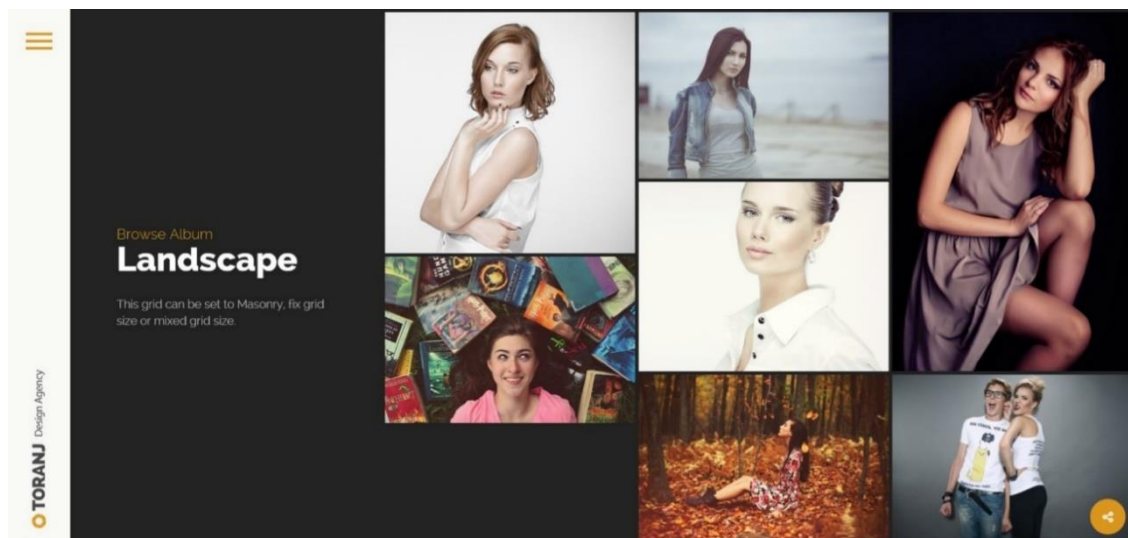 Browse Album
Landscape
This grid can be set to Masonry, fix grid
size or mixed grid size.
TORANJ Design Agency